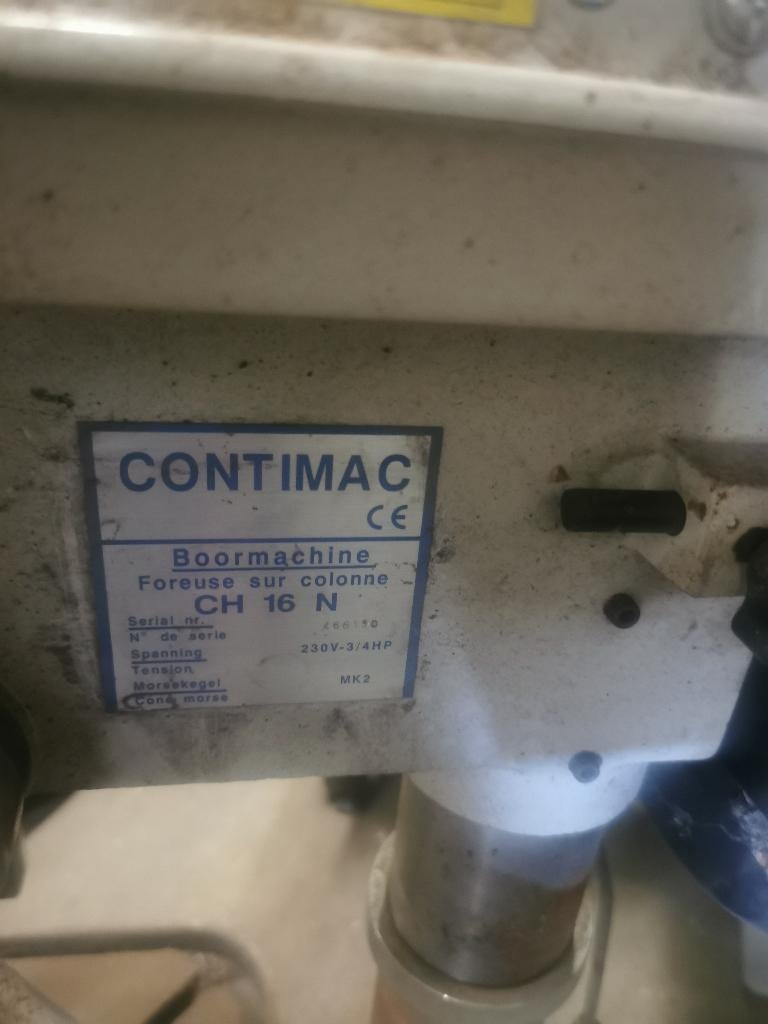 CONTIMAC
CE
Boormachine
Foreuse sur colonne
CH 16 N
Serial nr.
N° de serie
Spanning 230V-3/4HP
Tension
Morsekegel MK2
Cone morse